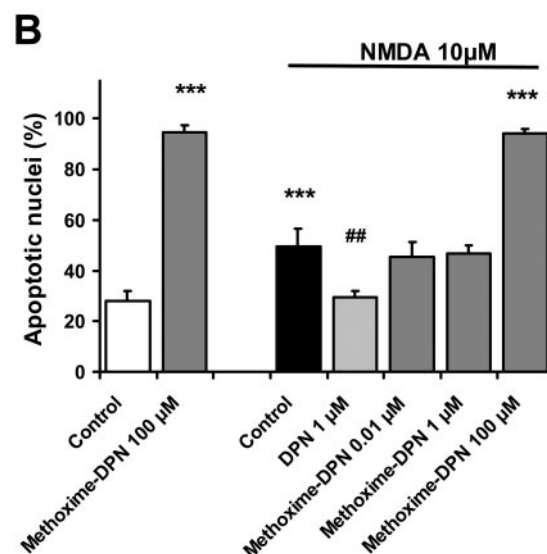 B
NMDA 10µM
***
***
***
##
Apoptotic nuclei (%)
100
80
60
40
20
0
Control
Methoxime-DPN 100 µM
Control
DPN 1 µM
Methoxime-DPN 0.01 µM
Methoxime-DPN 1 µM
Methoxime-DPN 100 µM